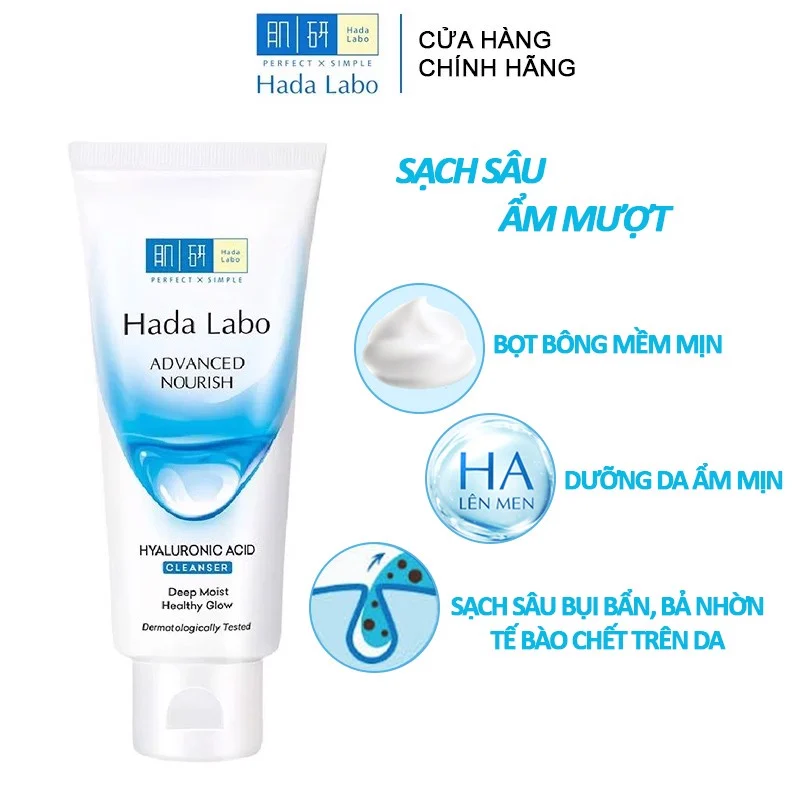 肌研
Hada
Labo
PERFECT × SIMPLE
Hada Labo
CỬA HÀNG
CHÍNH HÃNG
SẠCH SÂU
ẨM MƯỢT
肌研
Hada
Labo
PERFECT × SIMPLE
Hada Labo
ADVANCED
NOURISH
HYALURONIC ACID
CLEANSER
Deep Moist
Healthy Glow
Dermatologically Tested
BỌT BÔNG MỀM MỊN
HA
LÊN MEN
DƯỠNG DA ẨM MỊN
SẠCH SÂU BỤI BẨN, BẢ NHỜN
TẾ BÀO CHẾT TRÊN DA